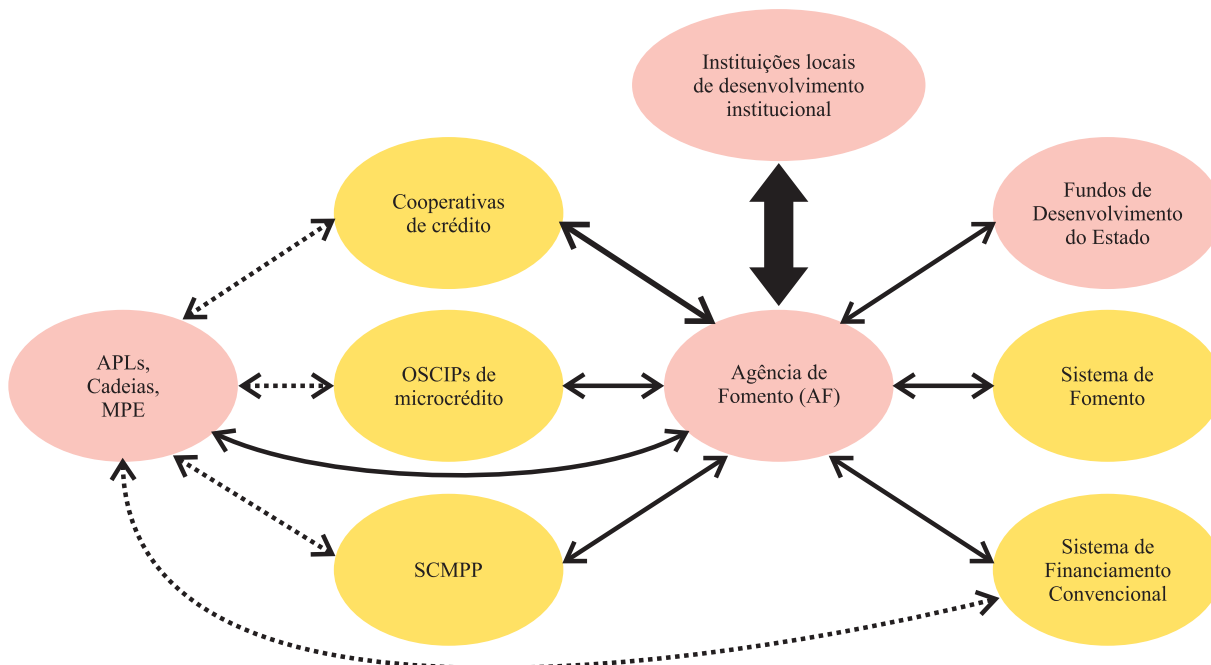 Instituições locais
de desenvolvimento
institucional
Cooperativas
de crédito
Fundos de
Desenvolvimento
do Estado
APLs,
Cadeias,
MPE
OSCIPs de
microcrédito
Agência de
Fomento (AF)
Sistema de
Fomento
SCMPP
Sistema de
Financiamento
Convencional